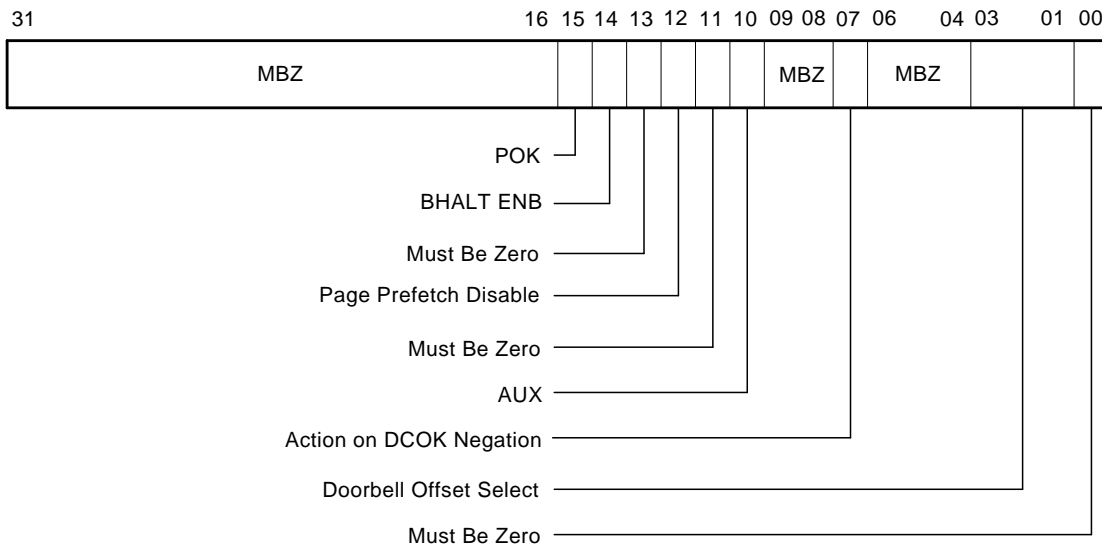 31 16 15 14 13 12 11 10 09 08 07 06 04 03 01 00
MBZ MBZ MBZ
POK
BHALT ENB
Must Be Zero
Page Prefetch Disable
Must Be Zero
AUX
Action on DCOK Negation
Doorbell Offset Select
Must Be Zero